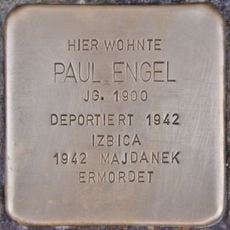 HIER WOHNTE
PAUL ENGEL
JG. 1900
DEPORTIERT 1942
IZBICA
1942 MAJDANEK
ERMORDET